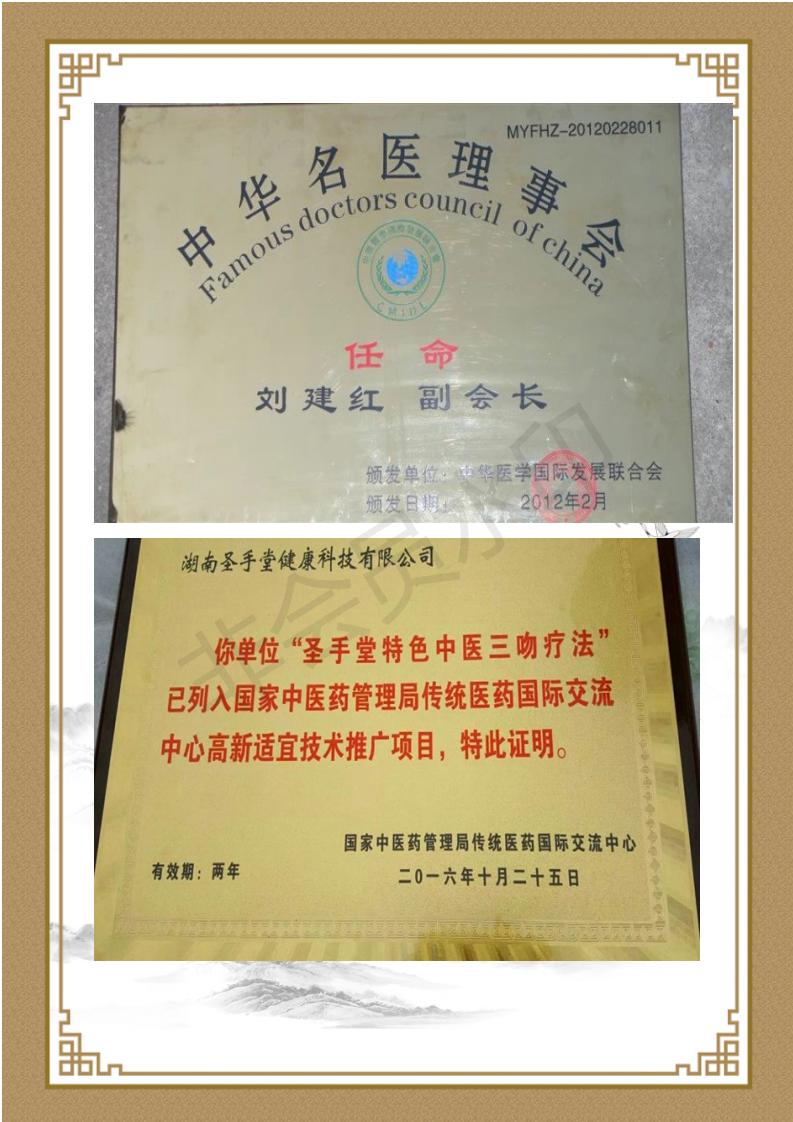 MYFHZ-20120228011
中华名医理事会
Famous doctors council of china
CMIDL
任命
刘建红 副会长
颁发单位：中华医学国际发展联合会
颁发日期： 2012年2月
非会员水印
湖南圣手堂健康科技有限公司
你单位“圣手堂特色中医三吻疗法”
已列入国家中医药管理局传统医药国际交流
中心高新适宜技术推广项目，特此证明。
国家中医药管理局传统医药国际交流中心
有效期：两年
二0一六年十月二十五日